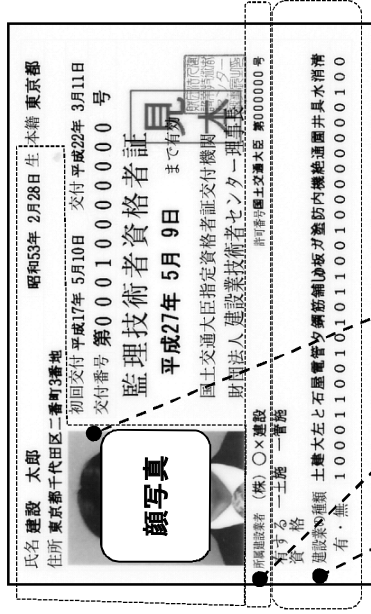 氏名 建設 太郎 昭和53年 2月28日 生 本籍 東京都
住所 東京都千代田区二番町3番地
初回交付 平成17年 5月10日 交付 平成22年 3月11日
交付番号 第00010000000 号
監理技術者資格者証
平成27年 5月 9日 まで有効
国土交通大臣指定資格者証交付機関
財団法人 建設業技術者センター理事長
見本
顔写真
所属建設業者 (株)○×建設 許可番号 国土交通大臣 第000000 号
有する資格 一土施 一管施
建設業の種類 土建大左と石屋電管タ鋼筋舗しゅ板ガ塗防内機絶通園井具水消清
有・無 1000110010101100100000000100